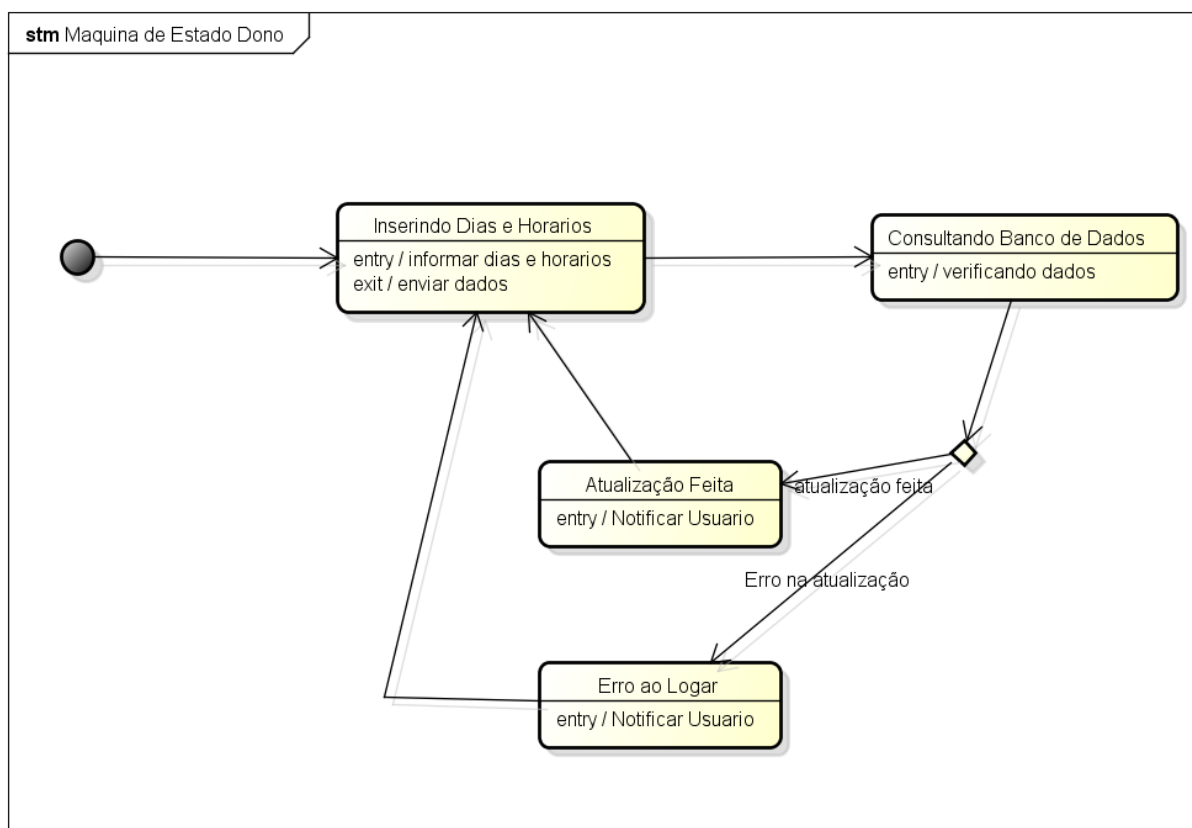 stm Maquina de Estado Dono
Inserindo Dias e Horarios
entry / informar dias e horarios
exit / enviar dados
Consultando Banco de Dados
entry / verificando dados
Atualização Feita
entry / Notificar Usuario
atualização feita
Erro na atualização
Erro ao Logar
entry / Notificar Usuario